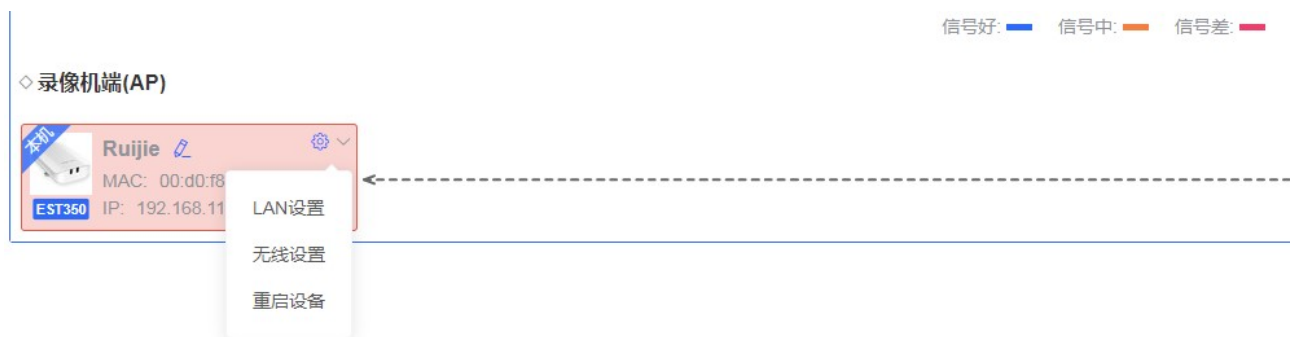 信号好: 信号中: 信号差:
录像机端(AP)
本机
Ruijie
MAC: 00:d0:f8
EST350 IP: 192.168.11
LAN设置
无线设置
重启设备